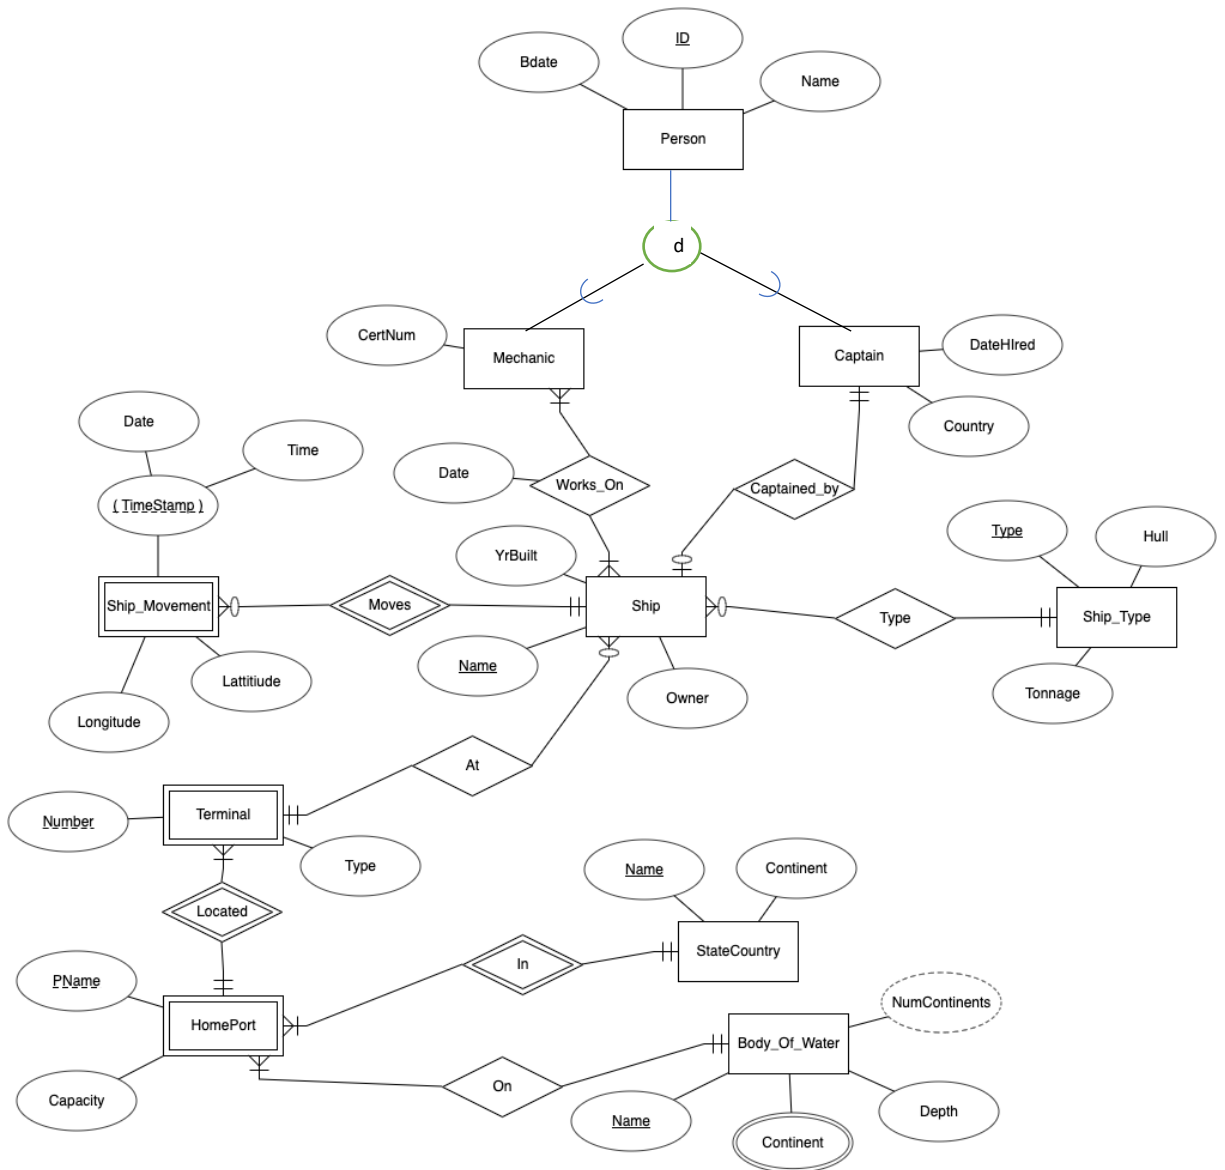 ID
Bdate
Name
Person
d
CertNum
Mechanic
Captain
DateHIred
Country
Date
Time
( TimeStamp )
Date
Works_On
Captained_by
YrBuilt
Type
Hull
Ship_Movement
Moves
Ship
Type
Ship_Type
Name
Lattitiude
Longitude
Owner
Tonnage
At
Number
Terminal
Type
Located
Name
Continent
In
StateCountry
PName
HomePort
NumContinents
Body_Of_Water
Capacity
On
Name
Continent
Depth